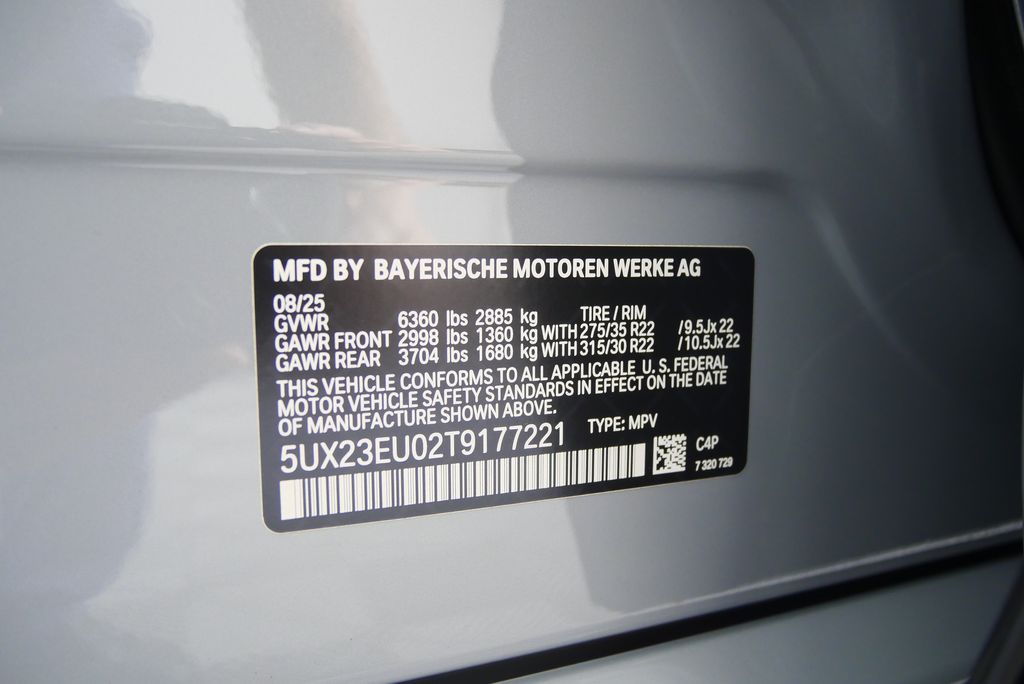 MFD BY BAYERISCHE MOTOREN WERKE AG
08/25
GVWR 6360 lbs 2885 kg TIRE / RIM
GAWR FRONT 2998 lbs 1360 kg WITH 275/35 R22 /9.5Jx 22
GAWR REAR 3704 lbs 1680 kg WITH 315/30 R22 /10.5Jx 22
THIS VEHICLE CONFORMS TO ALL APPLICABLE U. S. FEDERAL
MOTOR VEHICLE SAFETY STANDARDS IN EFFECT ON THE DATE
OF MANUFACTURE SHOWN ABOVE.
5UX23EU02T9177221 TYPE: MPV
C4P
7 320 729